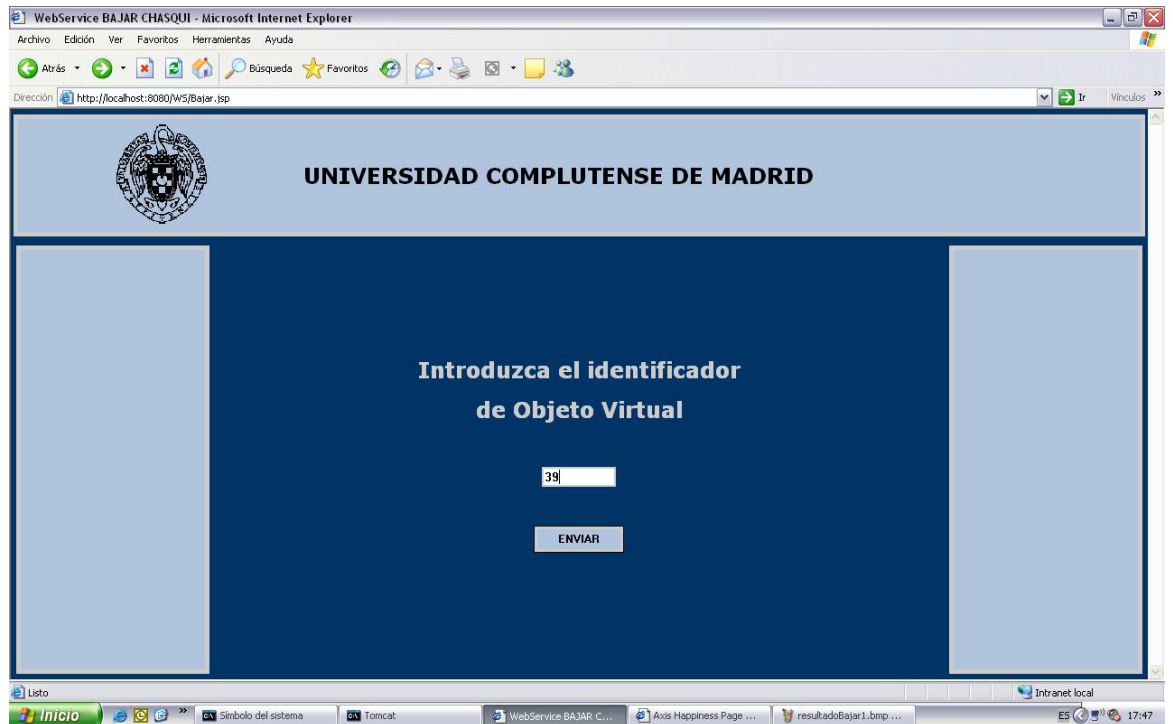 WebService BAJAR CHASQUI - Microsoft Internet Explorer
Archivo Edición Ver Favoritos Herramientas Ayuda
Atrás Búsqueda Favoritos
Dirección http://localhost:8080/WS/Bajar.jsp Ir Vínculos »
UNIVERSIDAD COMPLUTENSE DE MADRID
Introduzca el identificador
de Objeto Virtual
39
ENVIAR
Listo Intranet local
Inicio » Símbolo del sistema Tomcat WebService BAJAR C... Axis Happiness Page ... resultadoBajar1.bmp ... ES 17:47